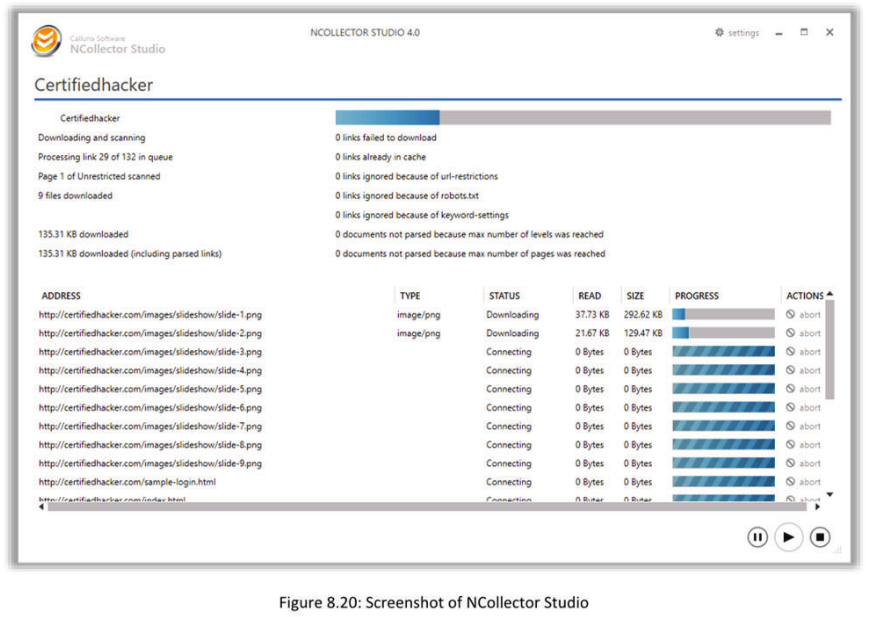 Calluna Software
NCollector Studio
NCOLLECTOR STUDIO 4.0
settings
Certifiedhacker
Certifiedhacker
Downloading and scanning 0 links failed to download
Processing link 29 of 132 in queue 0 links already in cache
Page 1 of Unrestricted scanned 0 links ignored because of url-restrictions
9 files downloaded 0 links ignored because of robots.txt
0 links ignored because of keyword-settings
135.31 KB downloaded 0 documents not parsed because max number of levels was reached
135.31 KB downloaded (including parsed links) 0 documents not parsed because max number of pages was reached
ADDRESS TYPE STATUS READ SIZE PROGRESS ACTIONS
http://certifiedhacker.com/images/slideshow/slide-1.png image/png Downloading 37.73 KB 292.62 KB abort
http://certifiedhacker.com/images/slideshow/slide-2.png image/png Downloading 21.67 KB 129.47 KB abort
http://certifiedhacker.com/images/slideshow/slide-3.png Connecting 0 Bytes 0 Bytes abort
http://certifiedhacker.com/images/slideshow/slide-4.png Connecting 0 Bytes 0 Bytes abort
http://certifiedhacker.com/images/slideshow/slide-5.png Connecting 0 Bytes 0 Bytes abort
http://certifiedhacker.com/images/slideshow/slide-6.png Connecting 0 Bytes 0 Bytes abort
http://certifiedhacker.com/images/slideshow/slide-7.png Connecting 0 Bytes 0 Bytes abort
http://certifiedhacker.com/images/slideshow/slide-8.png Connecting 0 Bytes 0 Bytes abort
http://certifiedhacker.com/images/slideshow/slide-9.png Connecting 0 Bytes 0 Bytes abort
http://certifiedhacker.com/sample-login.html Connecting 0 Bytes 0 Bytes abort
http://certifiedhacker.com/index.html Connecting 0 Bytes 0 Bytes abort
Figure 8.20: Screenshot of NCollector Studio